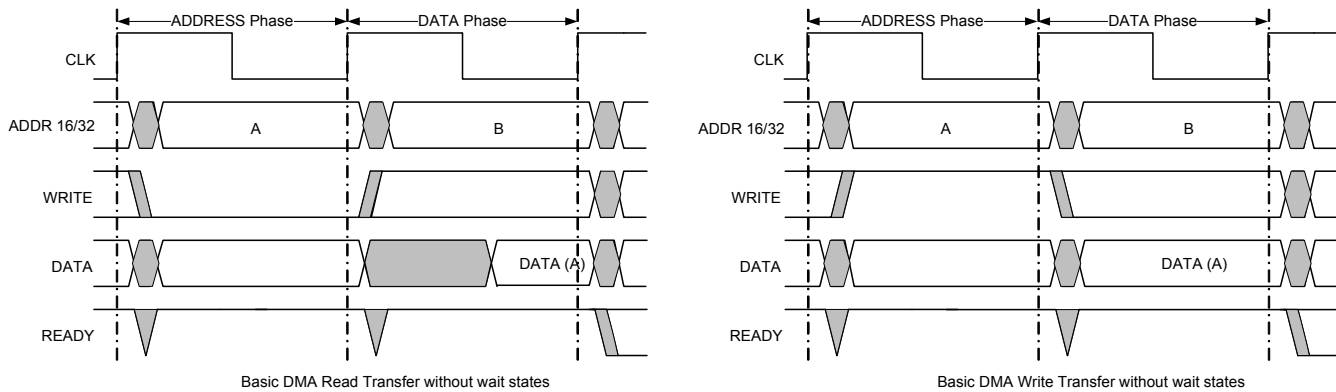 ADDRESS Phase DATA Phase
CLK
ADDR 16/32 A B
WRITE
DATA DATA (A)
READY
Basic DMA Read Transfer without wait states
ADDRESS Phase DATA Phase
CLK
ADDR 16/32 A B
WRITE
DATA DATA (A)
READY
Basic DMA Write Transfer without wait states